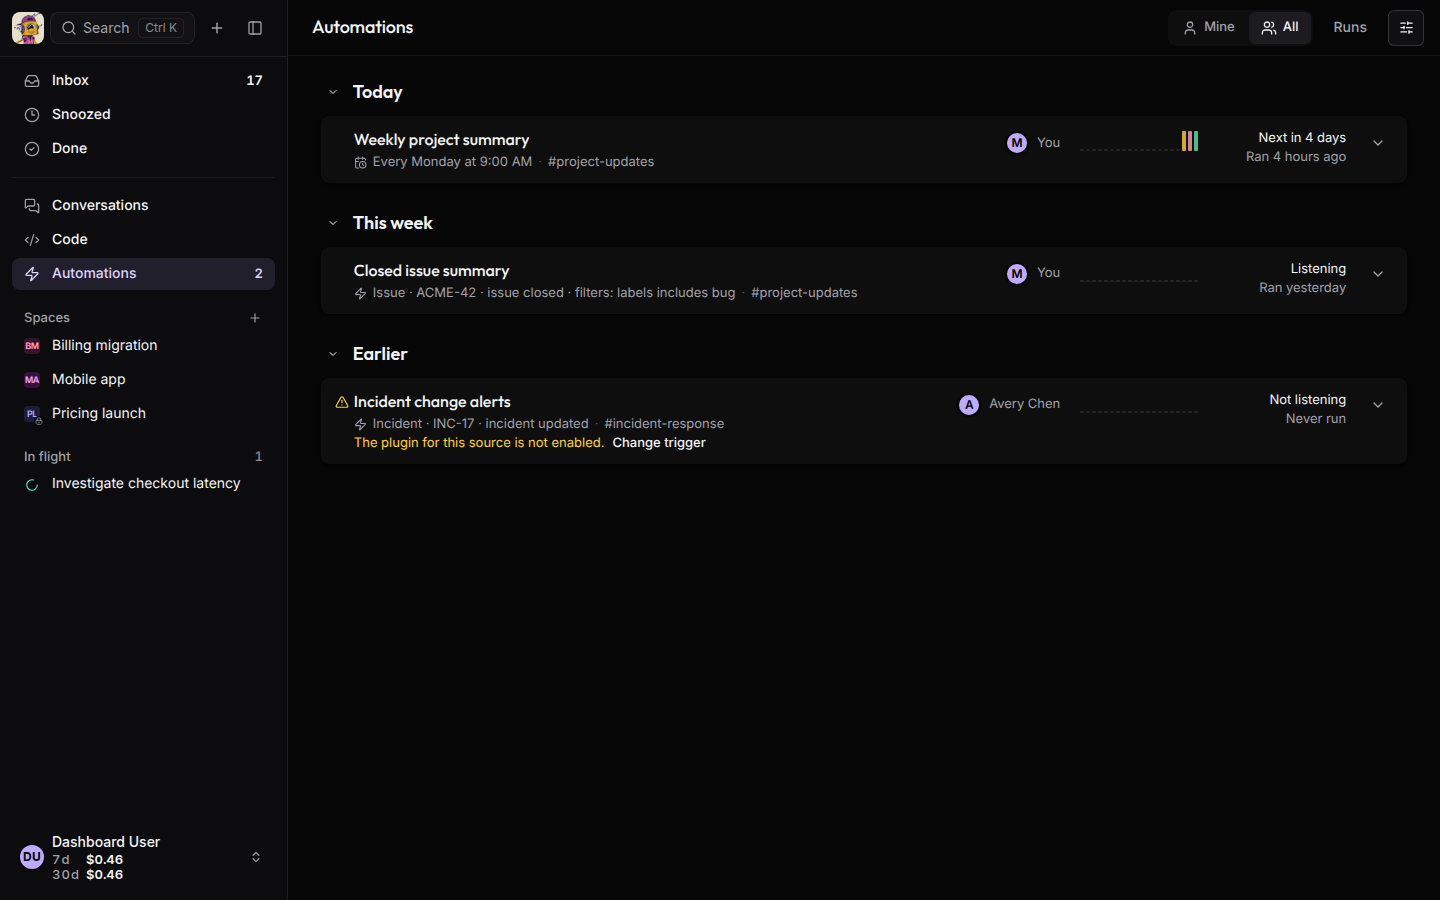 Search Ctrl K
Inbox 17
Snoozed
Done
Conversations
Code
Automations 2
Spaces
BM Billing migration
MA Mobile app
PL Pricing launch
In flight 1
Investigate checkout latency
DU Dashboard User
7d $0.46
30d $0.46
Automations
Mine All Runs
Today
Weekly project summary
Every Monday at 9:00 AM · #project-updates
M You
Next in 4 days
Ran 4 hours ago
This week
Closed issue summary
Issue · ACME-42 · issue closed · filters: labels includes bug · #project-updates
M You
Listening
Ran yesterday
Earlier
Incident change alerts
Incident · INC-17 · incident updated · #incident-response
The plugin for this source is not enabled. Change trigger
A Avery Chen
Not listening
Never run